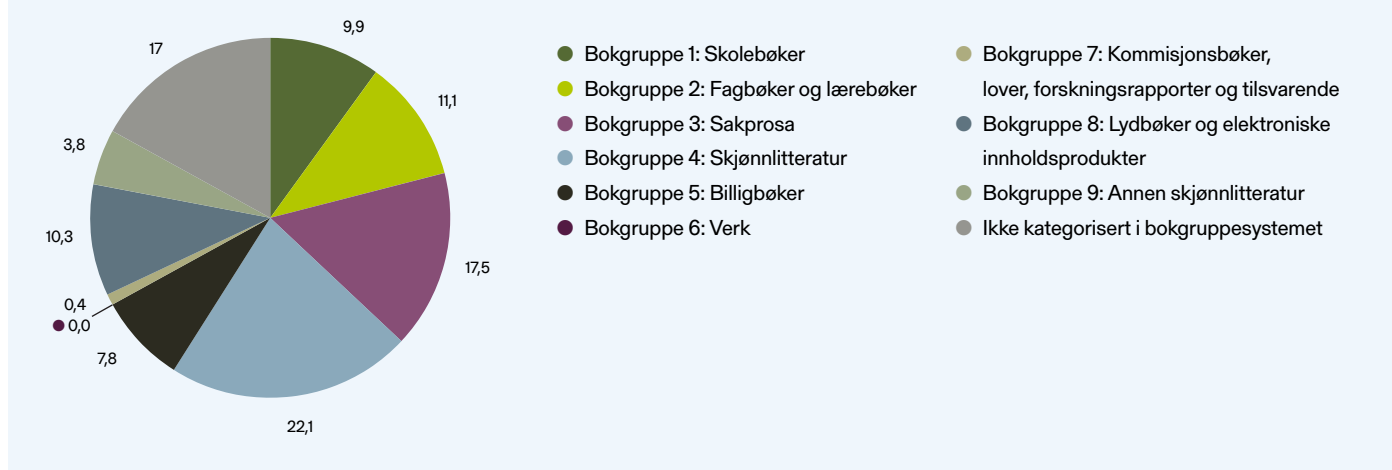 9,9
11,1
17,5
22,1
7,8
0,0
0,4
10,3
3,8
17
Bokgruppe 1: Skolebøker
Bokgruppe 2: Fagbøker og lærebøker
Bokgruppe 3: Sakprosa
Bokgruppe 4: Skjønnlitteratur
Bokgruppe 5: Billigbøker
Bokgruppe 6: Verk
Bokgruppe 7: Kommisjonsbøker,
lover, forskningsrapporter og tilsvarende
Bokgruppe 8: Lydbøker og elektroniske
innholdsprodukter
Bokgruppe 9: Annen skjønnlitteratur
Ikke kategorisert i bokgruppesystemet